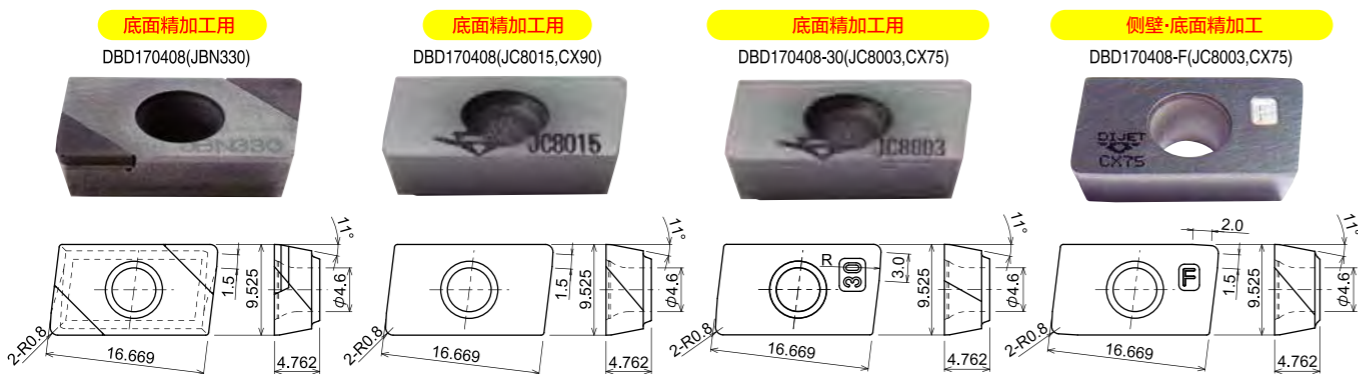 底面精加工用
DBD170408(JBN330)
JBN330
11°
1.5
9.525
φ4.6
2-R0.8
16.669
4.762
底面精加工用
DBD170408(JC8015,CX90)
JC8015
11°
1.5
9.525
φ4.6
2-R0.8
16.669
4.762
底面精加工用
DBD170408-30(JC8003,CX75)
JC8003
11°
R
30
3.0
9.525
φ4.6
2-R0.8
16.669
4.762
侧壁·底面精加工
DBD170408-F(JC8003,CX75)
F
DIJET
CX75
2.0
11°
F
1.5
9.525
φ4.6
2-R0.8
16.669
4.762